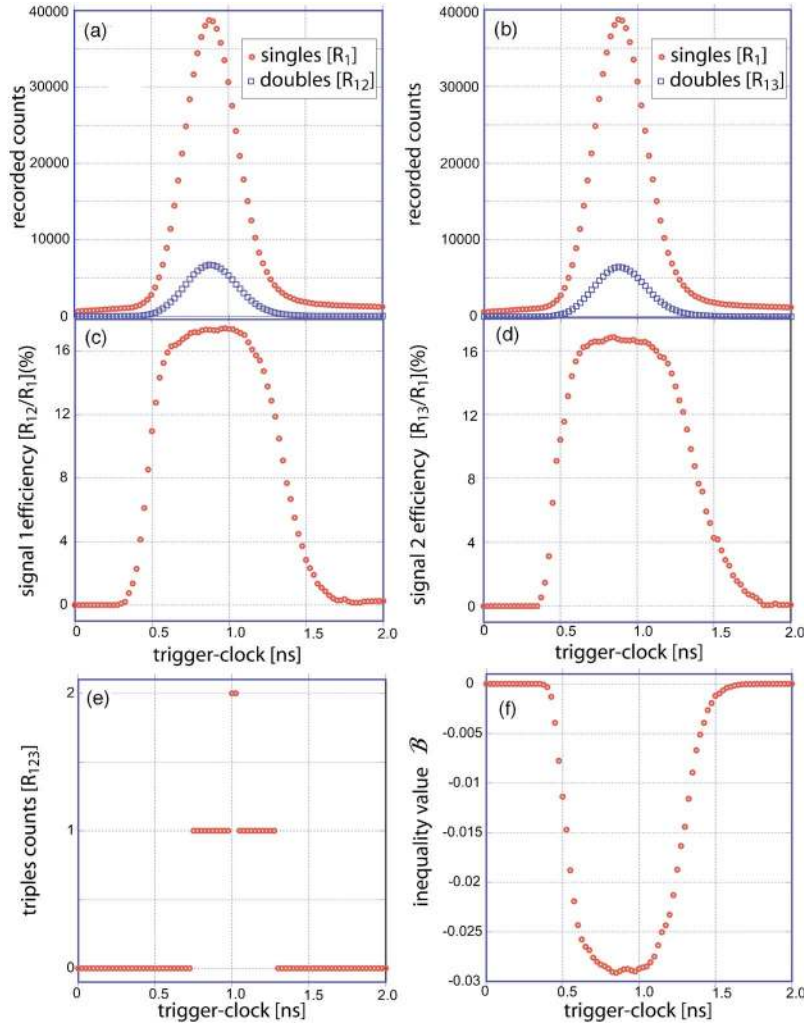 40000
(a)
singles [R1]
doubles [R12]
30000
20000
10000
0
recorded counts
40000
(b)
singles [R1]
doubles [R13]
30000
20000
10000
0
recorded counts
(c)
16
12
8
4
0
signal 1efficiency [R12/R1](%)
0 0.5 1.0 1.5 2.0
trigger-clock [ns]
(d)
16
12
8
4
0
signal 2 efficiency [R13/R1](%)
0 0.5 1.0 1.5 2.0
trigger-clock [ns]
2
(e)
1
0
triples counts [R123]
0 0.5 1.0 1.5 2.0
trigger-clock [ns]
0
(f)
-0.005
-0.01
-0.015
-0.02
-0.025
-0.03
inequality value ℬ
0 0.5 1.0 1.5 2.0
trigger-clock [ns]